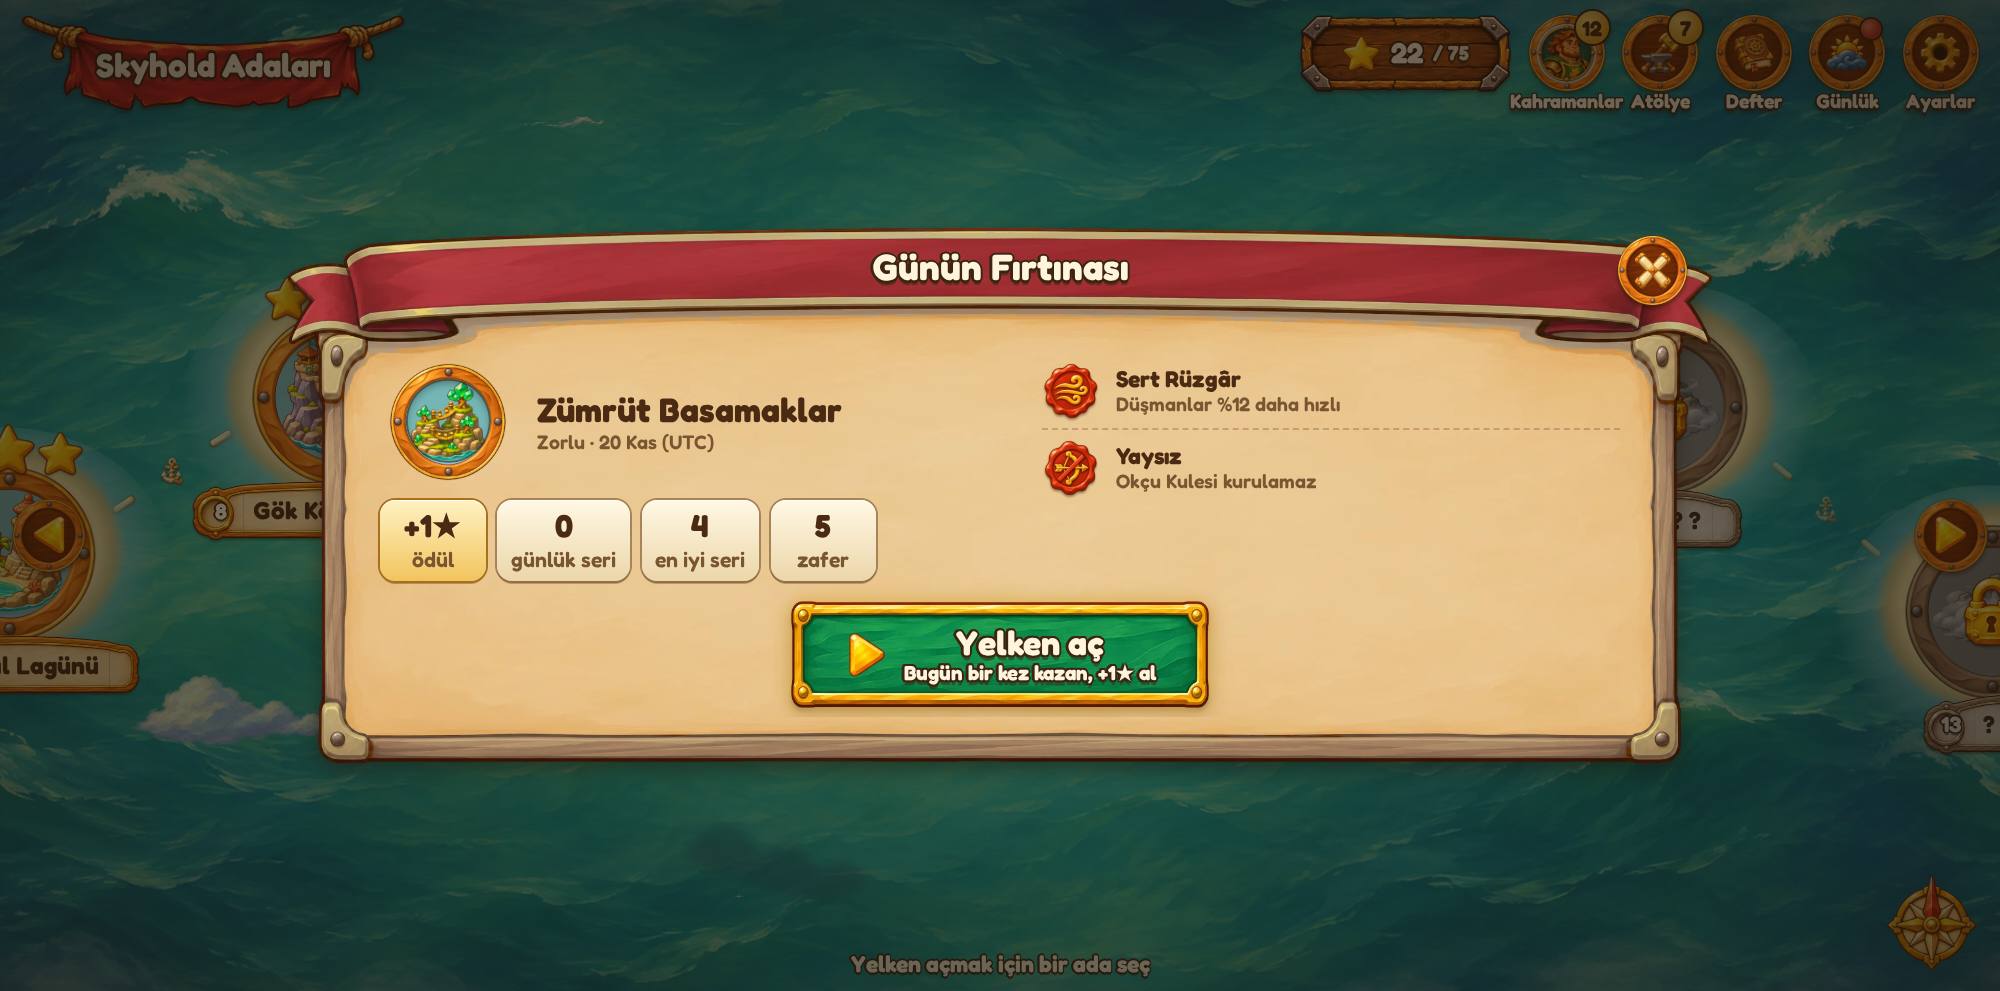 Skyhold Adaları
22 / 75
12
7
Kahramanlar
Atölye
Defter
Günlük
Ayarlar
Günün Fırtınası
Zümrüt Basamaklar
Zorlu · 20 Kas (UTC)
+1★
ödül
0
günlük seri
4
en iyi seri
5
zafer
Sert Rüzgâr
Düşmanlar %12 daha hızlı
Yaysız
Okçu Kulesi kurulamaz
Yelken aç
Bugün bir kez kazan, +1★ al
8
Gök
Lagünü
? ?
13 ?
Yelken açmak için bir ada seç